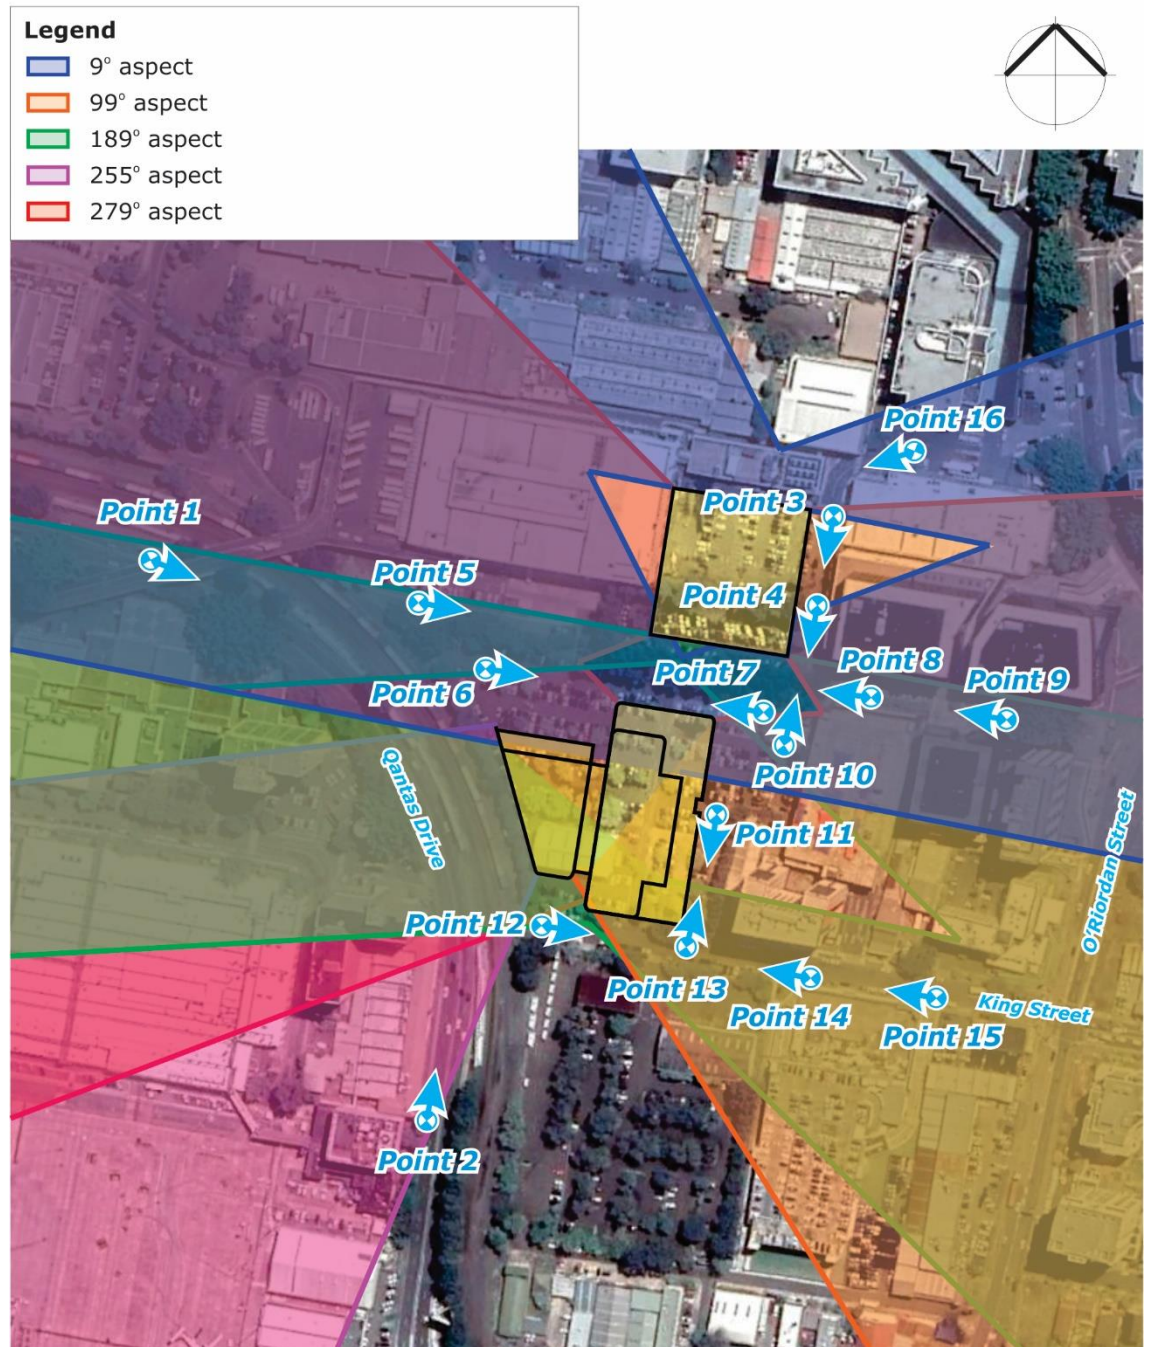 Legend
9° aspect
99° aspect
189° aspect
255° aspect
279° aspect
Point 16
Point 3
Point 1
Point 5
Point 4
Point 8
Point 7
Point 9
Point 6
Qantas Drive
Point 10
Point 11
O'Riordan Street
Point 12
Point 13
King Street
Point 14
Point 15
Point 2